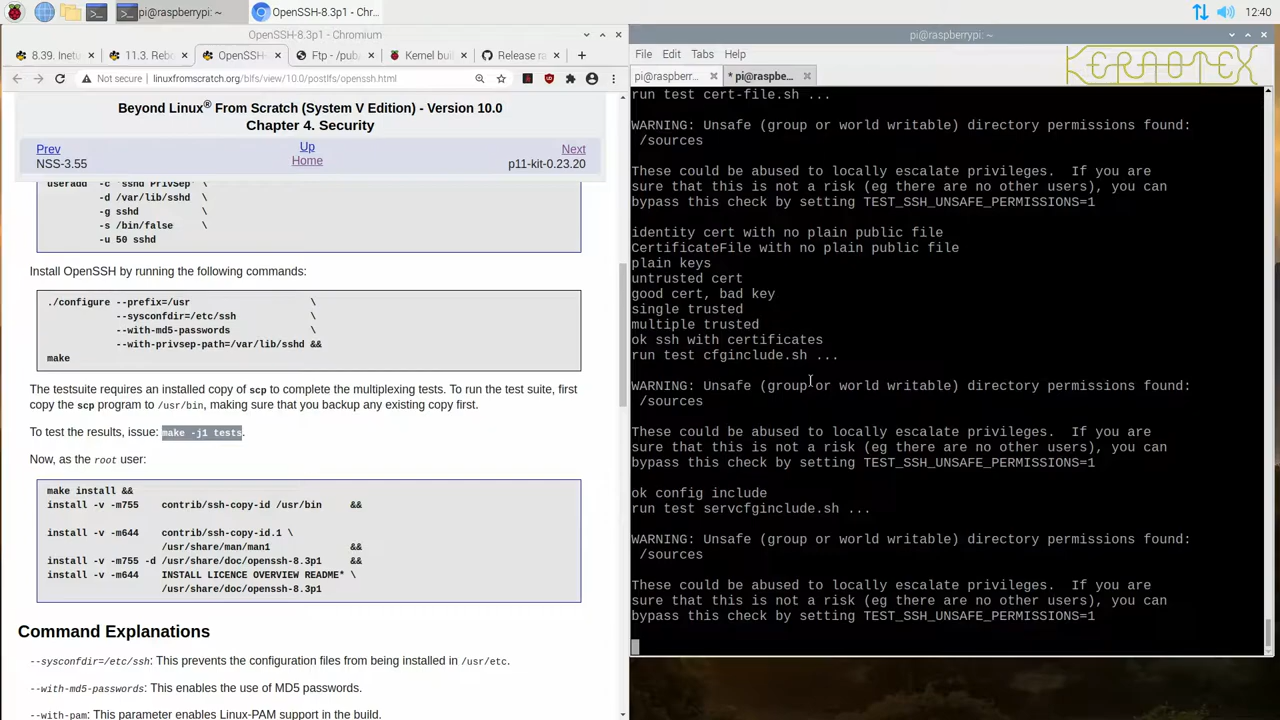 pi@raspberrypi: ~
OpenSSH-8.3p1 - Chr...
12:40
OpenSSH-8.3p1 - Chromium
8.39. Inetu
11.3. Reb
OpenSSH-
Ftp - /pub
Kernel buil
Release ra
Not secure
linuxfromscratch.org/blfs/view/10.0/postlfs/openssh.html
Beyond Linux® From Scratch (System V Edition) - Version 10.0
Chapter 4. Security
Prev
Up
Next
NSS-3.55
Home
p11-kit-0.23.20
useradd -c 'sshd PrivSep' \
-d /var/lib/sshd \
-g sshd \
-s /bin/false \
-u 50 sshd
Install OpenSSH by running the following commands:
./configure --prefix=/usr \
--sysconfdir=/etc/ssh \
--with-md5-passwords \
--with-privsep-path=/var/lib/sshd &&
make
The testsuite requires an installed copy of scp to complete the multiplexing tests. To run the test suite, first
copy the scp program to /usr/bin, making sure that you backup any existing copy first.
To test the results, issue: make -j1 tests.
Now, as the root user:
make install &&
install -v -m755 contrib/ssh-copy-id /usr/bin &&
install -v -m644 contrib/ssh-copy-id.1 \
/usr/share/man/man1 &&
install -v -m755 -d /usr/share/doc/openssh-8.3p1 &&
install -v -m644 INSTALL LICENCE OVERVIEW README* \
/usr/share/doc/openssh-8.3p1
Command Explanations
--sysconfdir=/etc/ssh: This prevents the configuration files from being installed in /usr/etc.
--with-md5-passwords: This enables the use of MD5 passwords.
--with-pam: This parameter enables Linux-PAM support in the build.
pi@raspberrypi: ~
File Edit Tabs Help
pi@raspberr...
* pi@raspbe...
KERAOTEX
run test cert-file.sh ...
WARNING: Unsafe (group or world writable) directory permissions found:
/sources
These could be abused to locally escalate privileges. If you are
sure that this is not a risk (eg there are no other users), you can
bypass this check by setting TEST_SSH_UNSAFE_PERMISSIONS=1
identity cert with no plain public file
CertificateFile with no plain public file
plain keys
untrusted cert
good cert, bad key
single trusted
multiple trusted
ok ssh with certificates
run test cfginclude.sh ...
WARNING: Unsafe (group or world writable) directory permissions found:
/sources
These could be abused to locally escalate privileges. If you are
sure that this is not a risk (eg there are no other users), you can
bypass this check by setting TEST_SSH_UNSAFE_PERMISSIONS=1
ok config include
run test servcfginclude.sh ...
WARNING: Unsafe (group or world writable) directory permissions found:
/sources
These could be abused to locally escalate privileges. If you are
sure that this is not a risk (eg there are no other users), you can
bypass this check by setting TEST_SSH_UNSAFE_PERMISSIONS=1